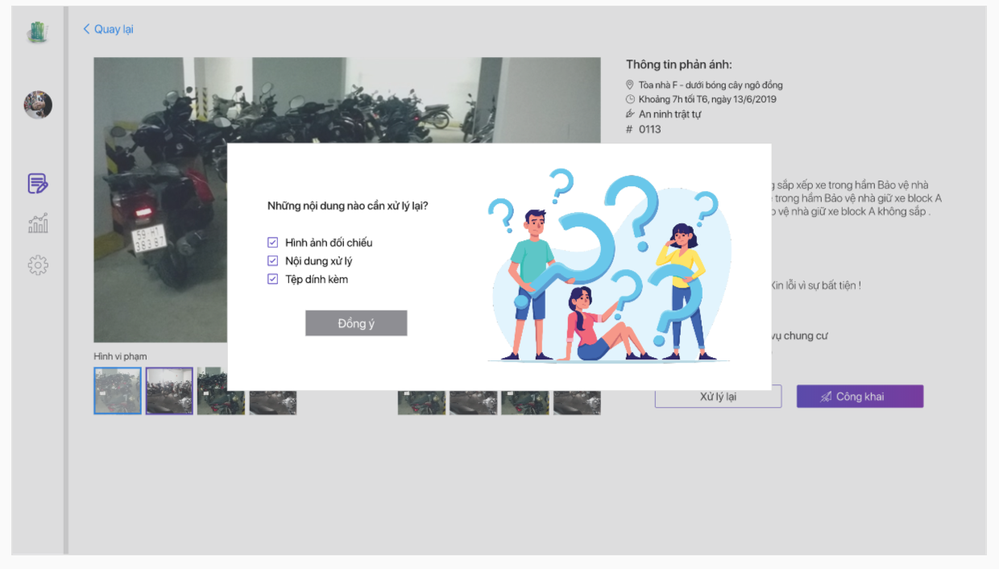 Quay lại
Thông tin phản ánh:
Tòa nhà F - dưới bóng cây ngô đồng
Khoảng 7h tối T6, ngày 13/6/2019
An ninh trật tự
# 0113
sắp xếp xe trong hầm Bảo vệ nhà
trong hầm Bảo vệ nhà giữ xe block A
vệ nhà giữ xe block A không sắp .
Những nội dung nào cần xử lý lại?
Hình ảnh đối chiếu
Nội dung xử lý
Tệp dính kèm
Đồng ý
Xin lỗi vì sự bất tiện !
vụ chung cư
Hình vi phạm
Xử lý lại
Công khai